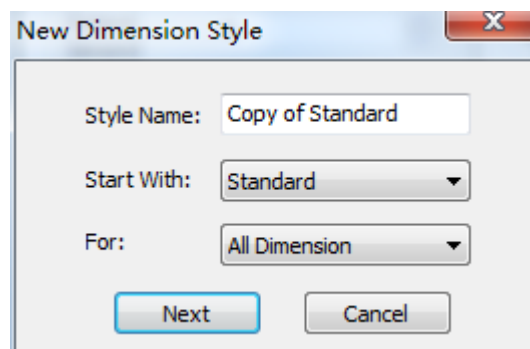 New Dimension Style
Style Name: Copy of Standard
Start With: Standard
For: All Dimension
Next Cancel